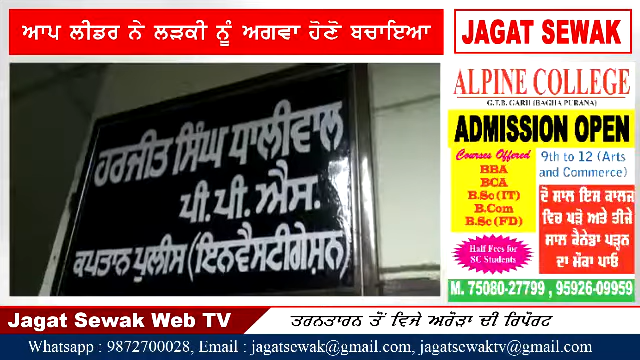 ਆਪ ਲੀਡਰ ਨੇ ਲੜਕੀ ਨੂੰ ਅਗਵਾ ਹੋਣੋ ਬਚਾਇਆ
JAGAT SEWAK
ਹਰਜੀਤ ਸਿੰਘ ਧਾਲੀਵਾਲ
ਪੀ.ਪੀ.ਐਸ.
ਕਪਤਾਨ ਪੁਲੀਸ (ਇਨਵੈਸਟੀਗੇਸ਼ਨ)
ALPINE COLLEGE
G.T.B. GARH (BAGHA PURANA)
ADMISSION OPEN
Courses Offered
BBA
BCA
B.Sc (IT)
B.Com
B.Sc (FD)
Half Fees for
SC Students
9th to 12 (Arts
and Commerce)
ਦੋ ਸਾਲ ਇਸ ਕਾਲਜ
ਵਿਚ ਪੜੋ ਅਤੇ ਤੀਜੇ
ਸਾਲ ਕੈਨੇਡਾ ਪੜ੍ਹਨ
ਦਾ ਮੌਕਾ ਪਾਓ
M. 75080-27799 , 95926-09959
Jagat Sewak Web TV
ਤਰਨਤਾਰਨ ਤੋਂ ਵਿਜੇ ਅਰੋੜਾ ਦੀ ਰਿਪੋਰਟ
Whatsapp : 9872700028, Email : jagatsewak@gmail.com, jagatsewaktv@gmail.com